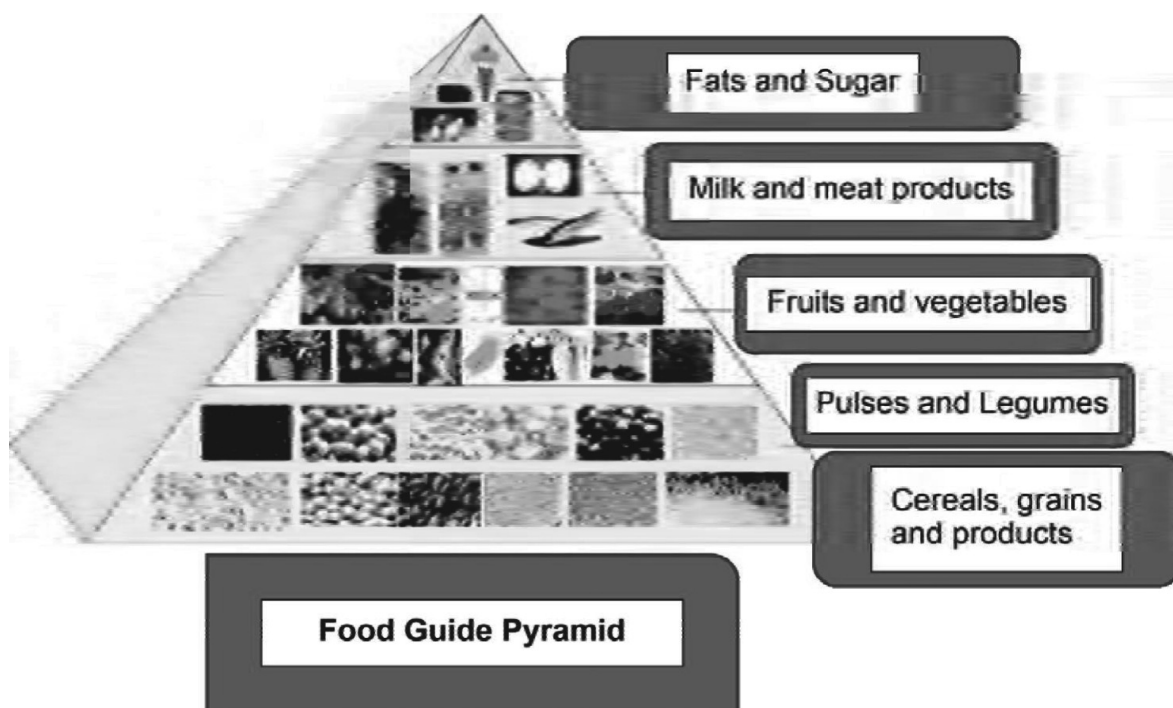 Fats and Sugar
Milk and meat products
Fruits and vegetables
Pulses and Legumes
Cereals, grains
and products
Food Guide Pyramid